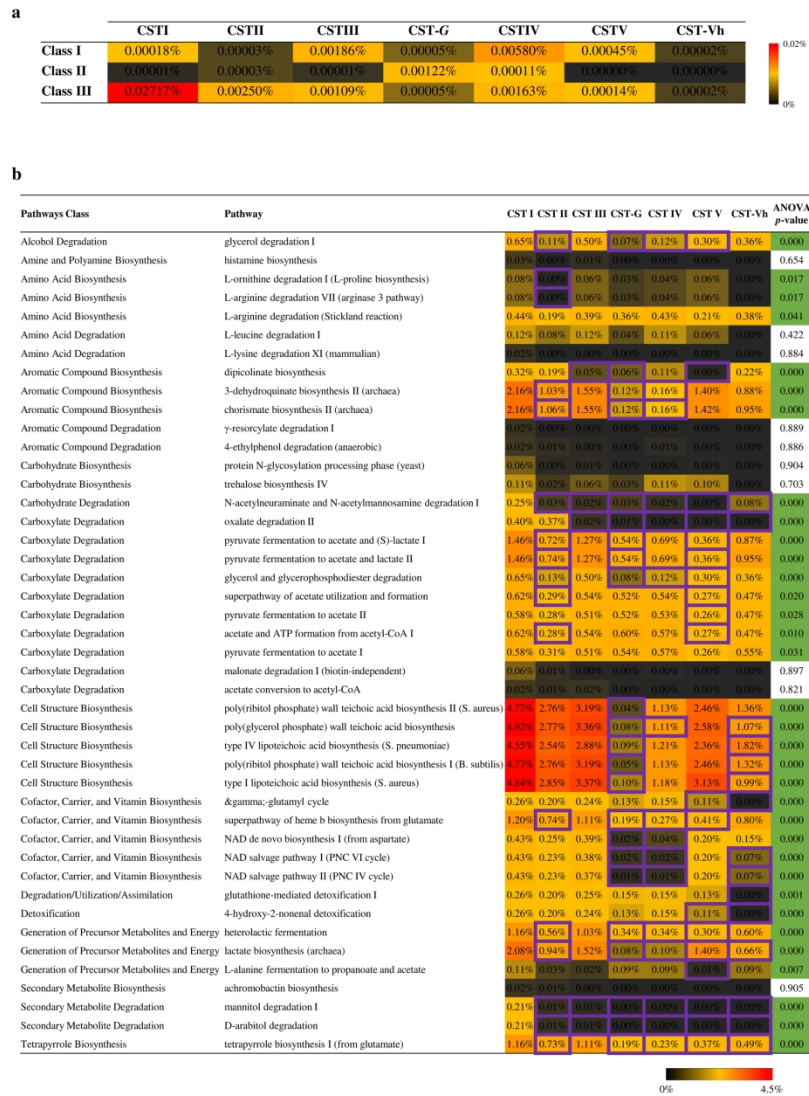 a
CSTI CSTII CSTIII CST-G CSTIV CSTV CST-Vh
Class I 0.00018% 0.00003% 0.00186% 0.00005% 0.00580% 0.00045% 0.00002%
Class II 0.00001% 0.00003% 0.00001% 0.00122% 0.00011% 0.00000% 0.00000%
Class III 0.02717% 0.00250% 0.00109% 0.00005% 0.00163% 0.00014% 0.00002%
0.02%
0%
b
Pathways Class Pathway CST I CST II CST III CST-G CST IV CST V CST-Vh ANOVA p-value
Alcohol Degradation glycerol degradation I 0.65% 0.11% 0.50% 0.07% 0.12% 0.30% 0.36% 0.000
Amine and Polyamine Biosynthesis histamine biosynthesis 0.03% 0.00% 0.01% 0.00% 0.00% 0.00% 0.00% 0.654
Amino Acid Biosynthesis L-ornithine degradation I (L-proline biosynthesis) 0.08% 0.00% 0.06% 0.03% 0.04% 0.06% 0.00% 0.017
Amino Acid Biosynthesis L-arginine degradation VII (arginase 3 pathway) 0.08% 0.00% 0.06% 0.03% 0.04% 0.06% 0.00% 0.017
Amino Acid Biosynthesis L-arginine degradation (Stickland reaction) 0.44% 0.19% 0.39% 0.36% 0.43% 0.21% 0.38% 0.041
Amino Acid Degradation L-leucine degradation I 0.12% 0.08% 0.12% 0.04% 0.11% 0.06% 0.00% 0.422
Amino Acid Degradation L-lysine degradation XI (mammalian) 0.02% 0.00% 0.00% 0.00% 0.00% 0.00% 0.00% 0.884
Aromatic Compound Biosynthesis dipicolinate biosynthesis 0.32% 0.19% 0.05% 0.06% 0.11% 0.00% 0.22% 0.000
Aromatic Compound Biosynthesis 3-dehydroquinate biosynthesis II (archaea) 2.16% 1.03% 1.55% 0.12% 0.16% 1.40% 0.88% 0.000
Aromatic Compound Biosynthesis chorismate biosynthesis II (archaea) 2.16% 1.06% 1.55% 0.12% 0.16% 1.42% 0.95% 0.000
Aromatic Compound Degradation γ-resorcylate degradation I 0.02% 0.00% 0.00% 0.00% 0.00% 0.00% 0.00% 0.889
Aromatic Compound Degradation 4-ethylphenol degradation (anaerobic) 0.02% 0.01% 0.00% 0.00% 0.01% 0.00% 0.00% 0.886
Carbohydrate Biosynthesis protein N-glycosylation processing phase (yeast) 0.06% 0.00% 0.01% 0.00% 0.00% 0.00% 0.00% 0.904
Carbohydrate Biosynthesis trehalose biosynthesis IV 0.11% 0.02% 0.06% 0.03% 0.11% 0.10% 0.00% 0.703
Carbohydrate Degradation N-acetylneuraminate and N-acetylmannosamine degradation I 0.25% 0.03% 0.02% 0.03% 0.02% 0.00% 0.08% 0.000
Carboxylate Degradation oxalate degradation II 0.40% 0.37% 0.02% 0.01% 0.00% 0.00% 0.00% 0.000
Carboxylate Degradation pyruvate fermentation to acetate and (S)-lactate I 1.46% 0.72% 1.27% 0.54% 0.69% 0.36% 0.87% 0.000
Carboxylate Degradation pyruvate fermentation to acetate and lactate II 1.46% 0.74% 1.27% 0.54% 0.69% 0.36% 0.95% 0.000
Carboxylate Degradation glycerol and glycerophosphodiester degradation 0.65% 0.13% 0.50% 0.08% 0.12% 0.30% 0.36% 0.000
Carboxylate Degradation superpathway of acetate utilization and formation 0.62% 0.29% 0.54% 0.52% 0.54% 0.27% 0.47% 0.020
Carboxylate Degradation pyruvate fermentation to acetate II 0.58% 0.28% 0.51% 0.52% 0.53% 0.26% 0.47% 0.028
Carboxylate Degradation acetate and ATP formation from acetyl-CoA I 0.62% 0.28% 0.54% 0.60% 0.57% 0.27% 0.47% 0.010
Carboxylate Degradation pyruvate fermentation to acetate I 0.58% 0.31% 0.51% 0.54% 0.57% 0.26% 0.55% 0.031
Carboxylate Degradation malonate degradation I (biotin-independent) 0.06% 0.01% 0.00% 0.00% 0.00% 0.00% 0.00% 0.897
Carboxylate Degradation acetate conversion to acetyl-CoA 0.02% 0.01% 0.02% 0.00% 0.00% 0.00% 0.00% 0.821
Cell Structure Biosynthesis poly(ribitol phosphate) wall teichoic acid biosynthesis II (S. aureus) 4.77% 2.76% 3.19% 0.04% 1.13% 2.46% 1.36% 0.000
Cell Structure Biosynthesis poly(glycerol phosphate) wall teichoic acid biosynthesis 4.92% 2.77% 3.36% 0.08% 1.11% 2.58% 1.07% 0.000
Cell Structure Biosynthesis type IV lipoteichoic acid biosynthesis (S. pneumoniae) 4.55% 2.54% 2.88% 0.09% 1.21% 2.36% 1.82% 0.000
Cell Structure Biosynthesis poly(ribitol phosphate) wall teichoic acid biosynthesis I (B. subtilis) 4.77% 2.76% 3.19% 0.05% 1.13% 2.46% 1.32% 0.000
Cell Structure Biosynthesis type I lipoteichoic acid biosynthesis (S. aureus) 4.84% 2.85% 3.37% 0.10% 1.18% 3.13% 0.99% 0.000
Cofactor, Carrier, and Vitamin Biosynthesis &amp;gamma;-glutamyl cycle 0.26% 0.20% 0.24% 0.13% 0.15% 0.11% 0.00% 0.000
Cofactor, Carrier, and Vitamin Biosynthesis superpathway of heme b biosynthesis from glutamate 1.20% 0.74% 1.11% 0.19% 0.27% 0.41% 0.80% 0.000
Cofactor, Carrier, and Vitamin Biosynthesis NAD de novo biosynthesis I (from aspartate) 0.43% 0.25% 0.39% 0.02% 0.04% 0.20% 0.15% 0.000
Cofactor, Carrier, and Vitamin Biosynthesis NAD salvage pathway I (PNC VI cycle) 0.43% 0.23% 0.38% 0.02% 0.02% 0.20% 0.07% 0.000
Cofactor, Carrier, and Vitamin Biosynthesis NAD salvage pathway II (PNC IV cycle) 0.43% 0.23% 0.37% 0.01% 0.01% 0.20% 0.07% 0.000
Degradation/Utilization/Assimilation glutathione-mediated detoxification I 0.26% 0.20% 0.25% 0.15% 0.15% 0.13% 0.00% 0.001
Detoxification 4-hydroxy-2-nonenal detoxification 0.26% 0.20% 0.24% 0.13% 0.15% 0.11% 0.00% 0.000
Generation of Precursor Metabolites and Energy heterolactic fermentation 1.16% 0.56% 1.03% 0.34% 0.34% 0.30% 0.60% 0.000
Generation of Precursor Metabolites and Energy lactate biosynthesis (archaea) 2.08% 0.94% 1.52% 0.08% 0.10% 1.40% 0.66% 0.000
Generation of Precursor Metabolites and Energy L-alanine fermentation to propanoate and acetate 0.11% 0.03% 0.02% 0.09% 0.09% 0.01% 0.09% 0.007
Secondary Metabolite Biosynthesis achromobactin biosynthesis 0.02% 0.01% 0.00% 0.00% 0.00% 0.00% 0.00% 0.905
Secondary Metabolite Degradation mannitol degradation I 0.21% 0.01% 0.01% 0.00% 0.00% 0.00% 0.00% 0.000
Secondary Metabolite Degradation D-arabitol degradation 0.21% 0.01% 0.01% 0.00% 0.00% 0.00% 0.00% 0.000
Tetrapyrrole Biosynthesis tetrapyrrole biosynthesis I (from glutamate) 1.16% 0.73% 1.11% 0.19% 0.23% 0.37% 0.49% 0.000
0% 4.5%